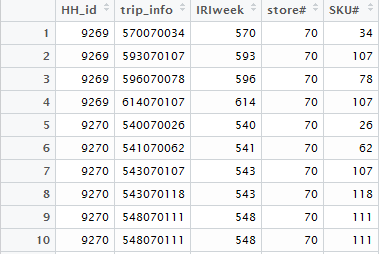 HH_id trip_info IRIweek store# SKU#
1 9269 570070034 570 70 34
2 9269 593070107 593 70 107
3 9269 596070078 596 70 78
4 9269 614070107 614 70 107
5 9270 540070026 540 70 26
6 9270 541070062 541 70 62
7 9270 543070107 543 70 107
8 9270 543070118 543 70 118
9 9270 548070111 548 70 111
10 9270 548070111 548 70 111